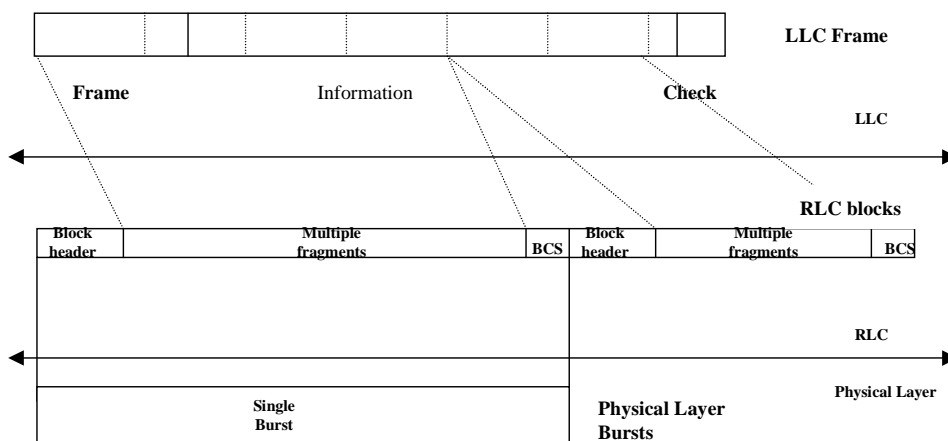 LLC Frame
Frame
Information
Check
LLC
RLC blocks
Block
header
Multiple
fragments
BCS
Block
header
Multiple
fragments
BCS
RLC
Physical Layer
Single
Burst
Physical Layer
Bursts